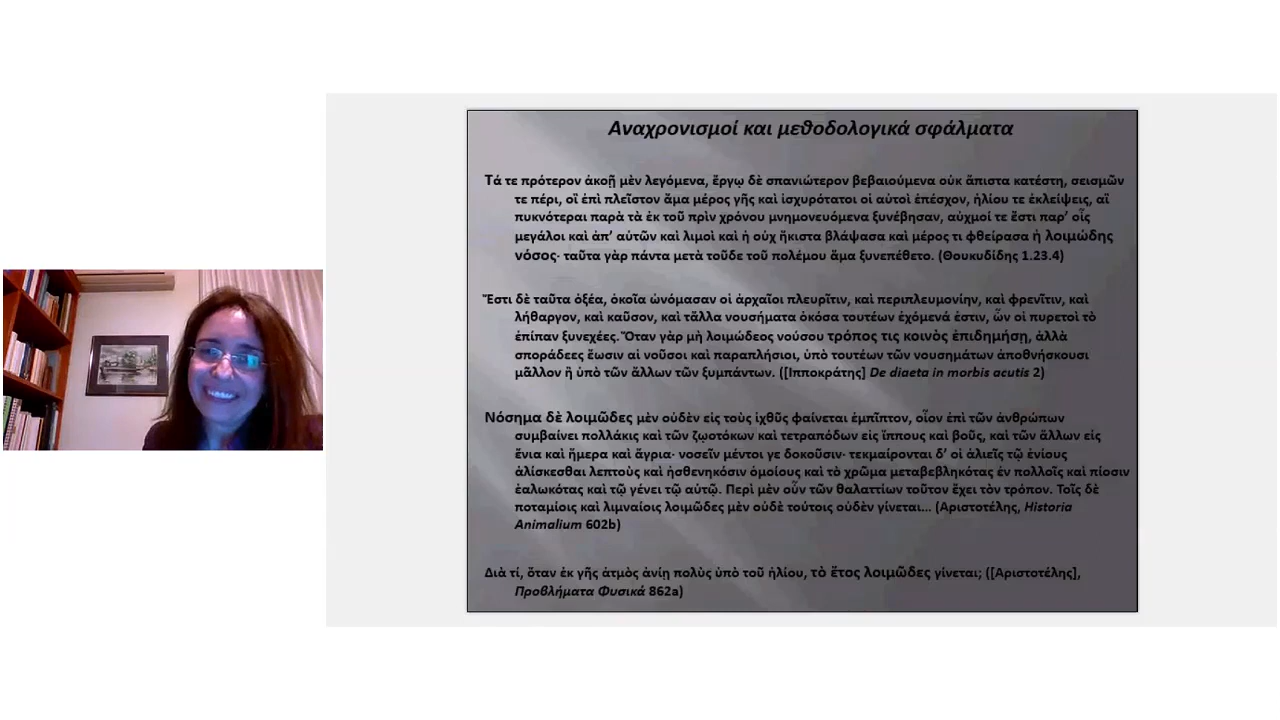 Αναχρονισμοί και μεθοδολογικά σφάλματα
Τά τε πρότερον ἀκοῇ μὲν λεγόμενα, ἔργῳ δὲ σπανιώτερον βεβαιούμενα οὐκ ἄπιστα κατέστη, σεισμῶν
τε πέρι, οἳ ἐπὶ πλεῖστον ἅμα μέρος γῆς καὶ ἰσχυρότατοι οἱ αὐτοὶ ἐπέσχον, ἡλίου τε ἐκλείψεις, αἳ
πυκνότεραι παρὰ τὰ ἐκ τοῦ πρὶν χρόνου μνημονευόμενα ξυνέβησαν, αὐχμοί τε ἔστι παρ’ οἷς
μεγάλοι καὶ ἀπ’ αὐτῶν καὶ λιμοὶ καὶ ἡ οὐχ ἥκιστα βλάψασα καὶ μέρος τι φθείρασα ἡ λοιμώδης
νόσος· ταῦτα γὰρ πάντα μετὰ τοῦδε τοῦ πολέμου ἅμα ξυνεπέθετο. (Θουκυδίδης 1.23.4)
Ἔστι δὲ ταῦτα ὀξέα, ὁκοῖα ὠνόμασαν οἱ ἀρχαῖοι πλευρῖτιν, καὶ περιπλευμονίην, καὶ φρενῖτιν, καὶ
λήθαργον, καὶ καῦσον, καὶ τἄλλα νουσήματα ὁκόσα τουτέων ἐχόμενά ἐστιν, ὧν οἱ πυρετοὶ τὸ
ἐπίπαν ξυνεχέες. Ὅταν γὰρ μὴ λοιμώδεος νούσου τρόπος τις κοινὸς ἐπιδημήσῃ, ἀλλὰ
σποράδεες ἔωσιν αἱ νοῦσοι καὶ παραπλήσιοι, ὑπὸ τουτέων τῶν νουσημάτων ἀποθνήσκουσι
μᾶλλον ἢ ὑπὸ τῶν ἄλλων τῶν ξυμπάντων. ([Ιπποκράτης] De diaeta in morbis acutis 2)
Νόσημα δὲ λοιμῶδες μὲν οὐδὲν εἰς τοὺς ἰχθῦς φαίνεται ἐμπῖπτον, οἷον ἐπὶ τῶν ἀνθρώπων
συμβαίνει πολλάκις καὶ τῶν ζῳοτόκων καὶ τετραπόδων εἰς ἵππους καὶ βοῦς, καὶ τῶν ἄλλων εἰς
ἔνια καὶ ἥμερα καὶ ἄγρια· νοσεῖν μέντοι γε δοκοῦσιν· τεκμαίρονται δ’ οἱ ἁλιεῖς τῷ ἐνίους
ἁλίσκεσθαι λεπτοὺς καὶ ἠσθενηκόσιν ὁμοίους καὶ τὸ χρῶμα μεταβεβληκότας ἐν πολλοῖς καὶ πίοσιν
ἑαλωκότας καὶ τῷ γένει τῷ αὐτῷ. Περὶ μὲν οὖν τῶν θαλαττίων τοῦτον ἔχει τὸν τρόπον. Τοῖς δὲ
ποταμίοις καὶ λιμναίοις λοιμῶδες μὲν οὐδὲ τούτοις οὐδὲν γίνεται... (Αριστοτέλης, Historia
Animalium 602b)
Διὰ τί, ὅταν ἐκ γῆς ἀτμὸς ἀνίῃ πολὺς ὑπὸ τοῦ ἡλίου, τὸ ἔτος λοιμῶδες γίνεται; ([Αριστοτέλης],
Προβλήματα Φυσικά 862a)